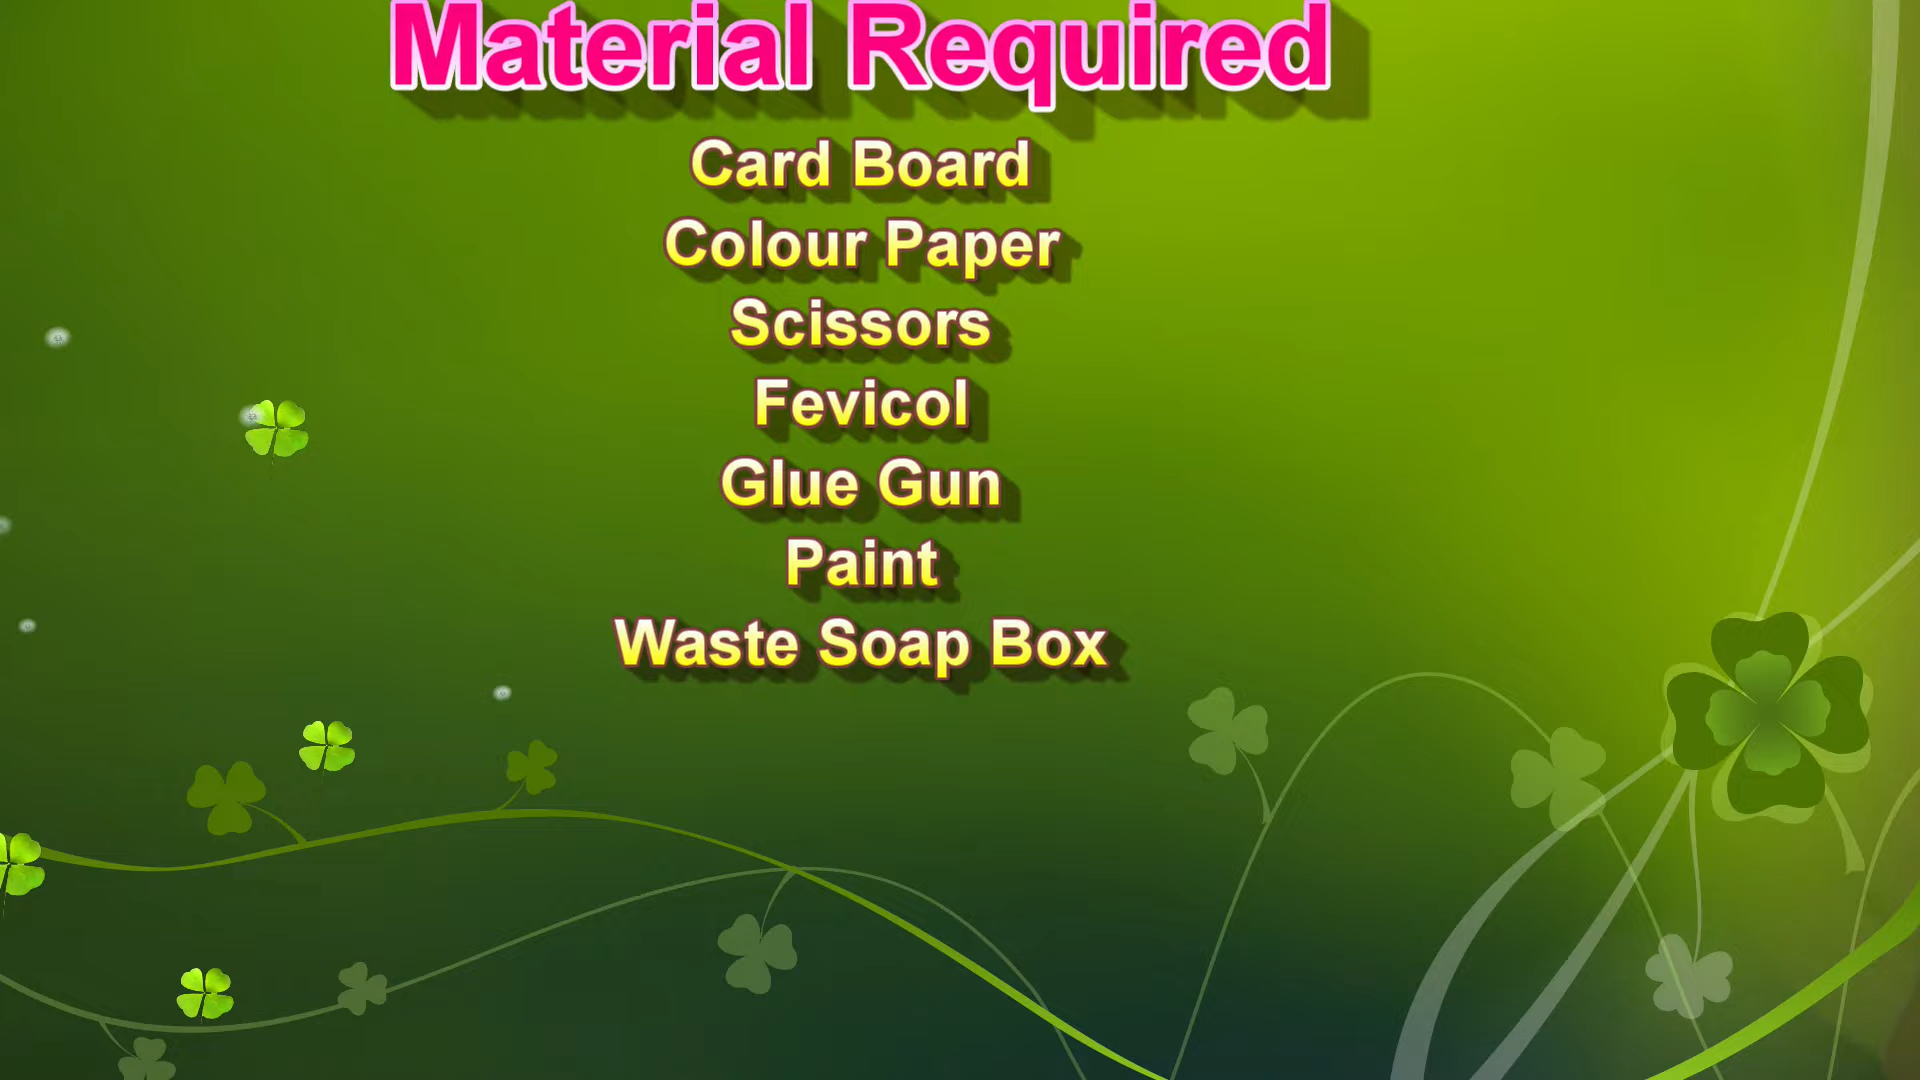 Material Required
Card Board
Colour Paper
Scissors
Fevicol
Glue Gun
Paint
Waste Soap Box